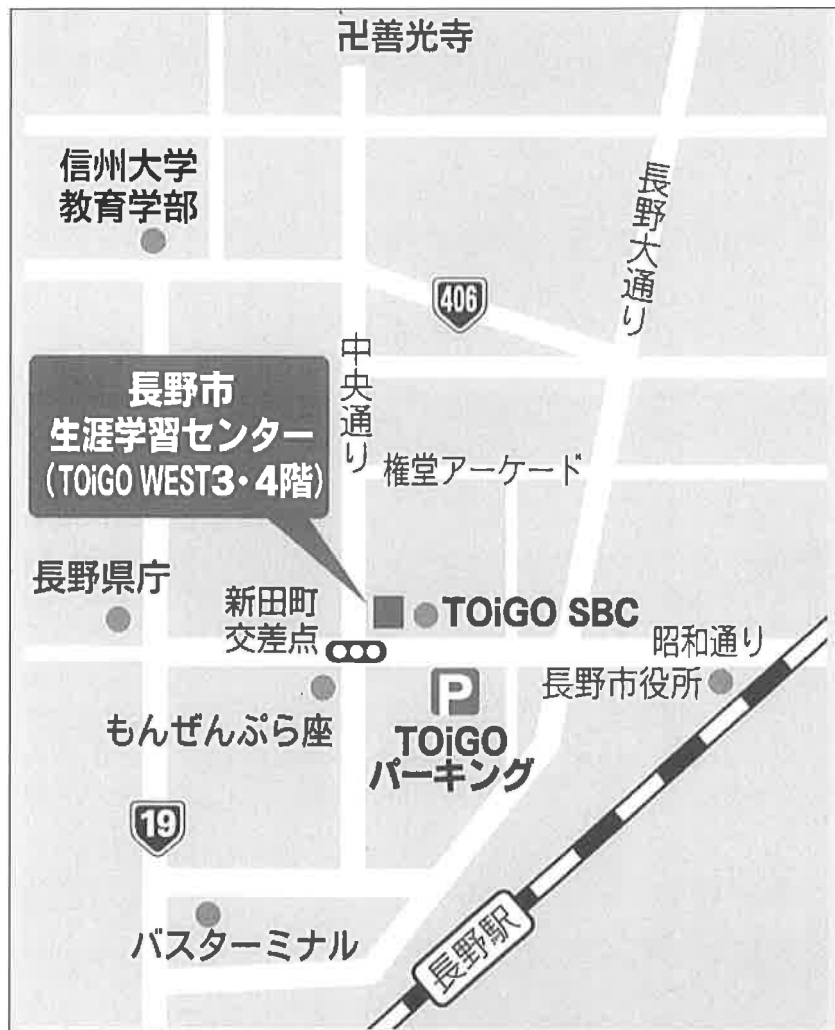 卍善光寺
信州大学
教育学部
長野大通り
406
中央通り
長野市
生涯学習センター
(TOiGO WEST3・4階)
権堂アーケード
長野県庁
新田町
交差点
TOiGO SBC
昭和通り
長野市役所
もんぜんぷら座
P
TOiGO
パーキング
19
バスターミナル
長野駅